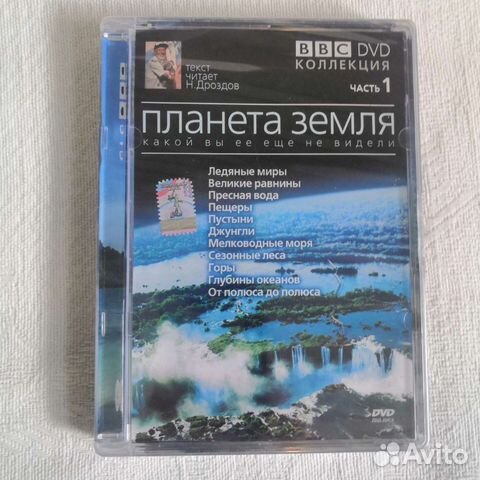 BBC DVD
КОЛЛЕКЦИЯ
ЧАСТЬ 1
текст
читает
Н.Дроздов
планета земля
какой вы ее еще не видели
Ледяные миры
Великие равнины
Пресная вода
Пещеры
Пустыни
Джунгли
Мелководные моря
Сезонные леса
Горы
Глубины океанов
От полюса до полюса
DVD
Avito